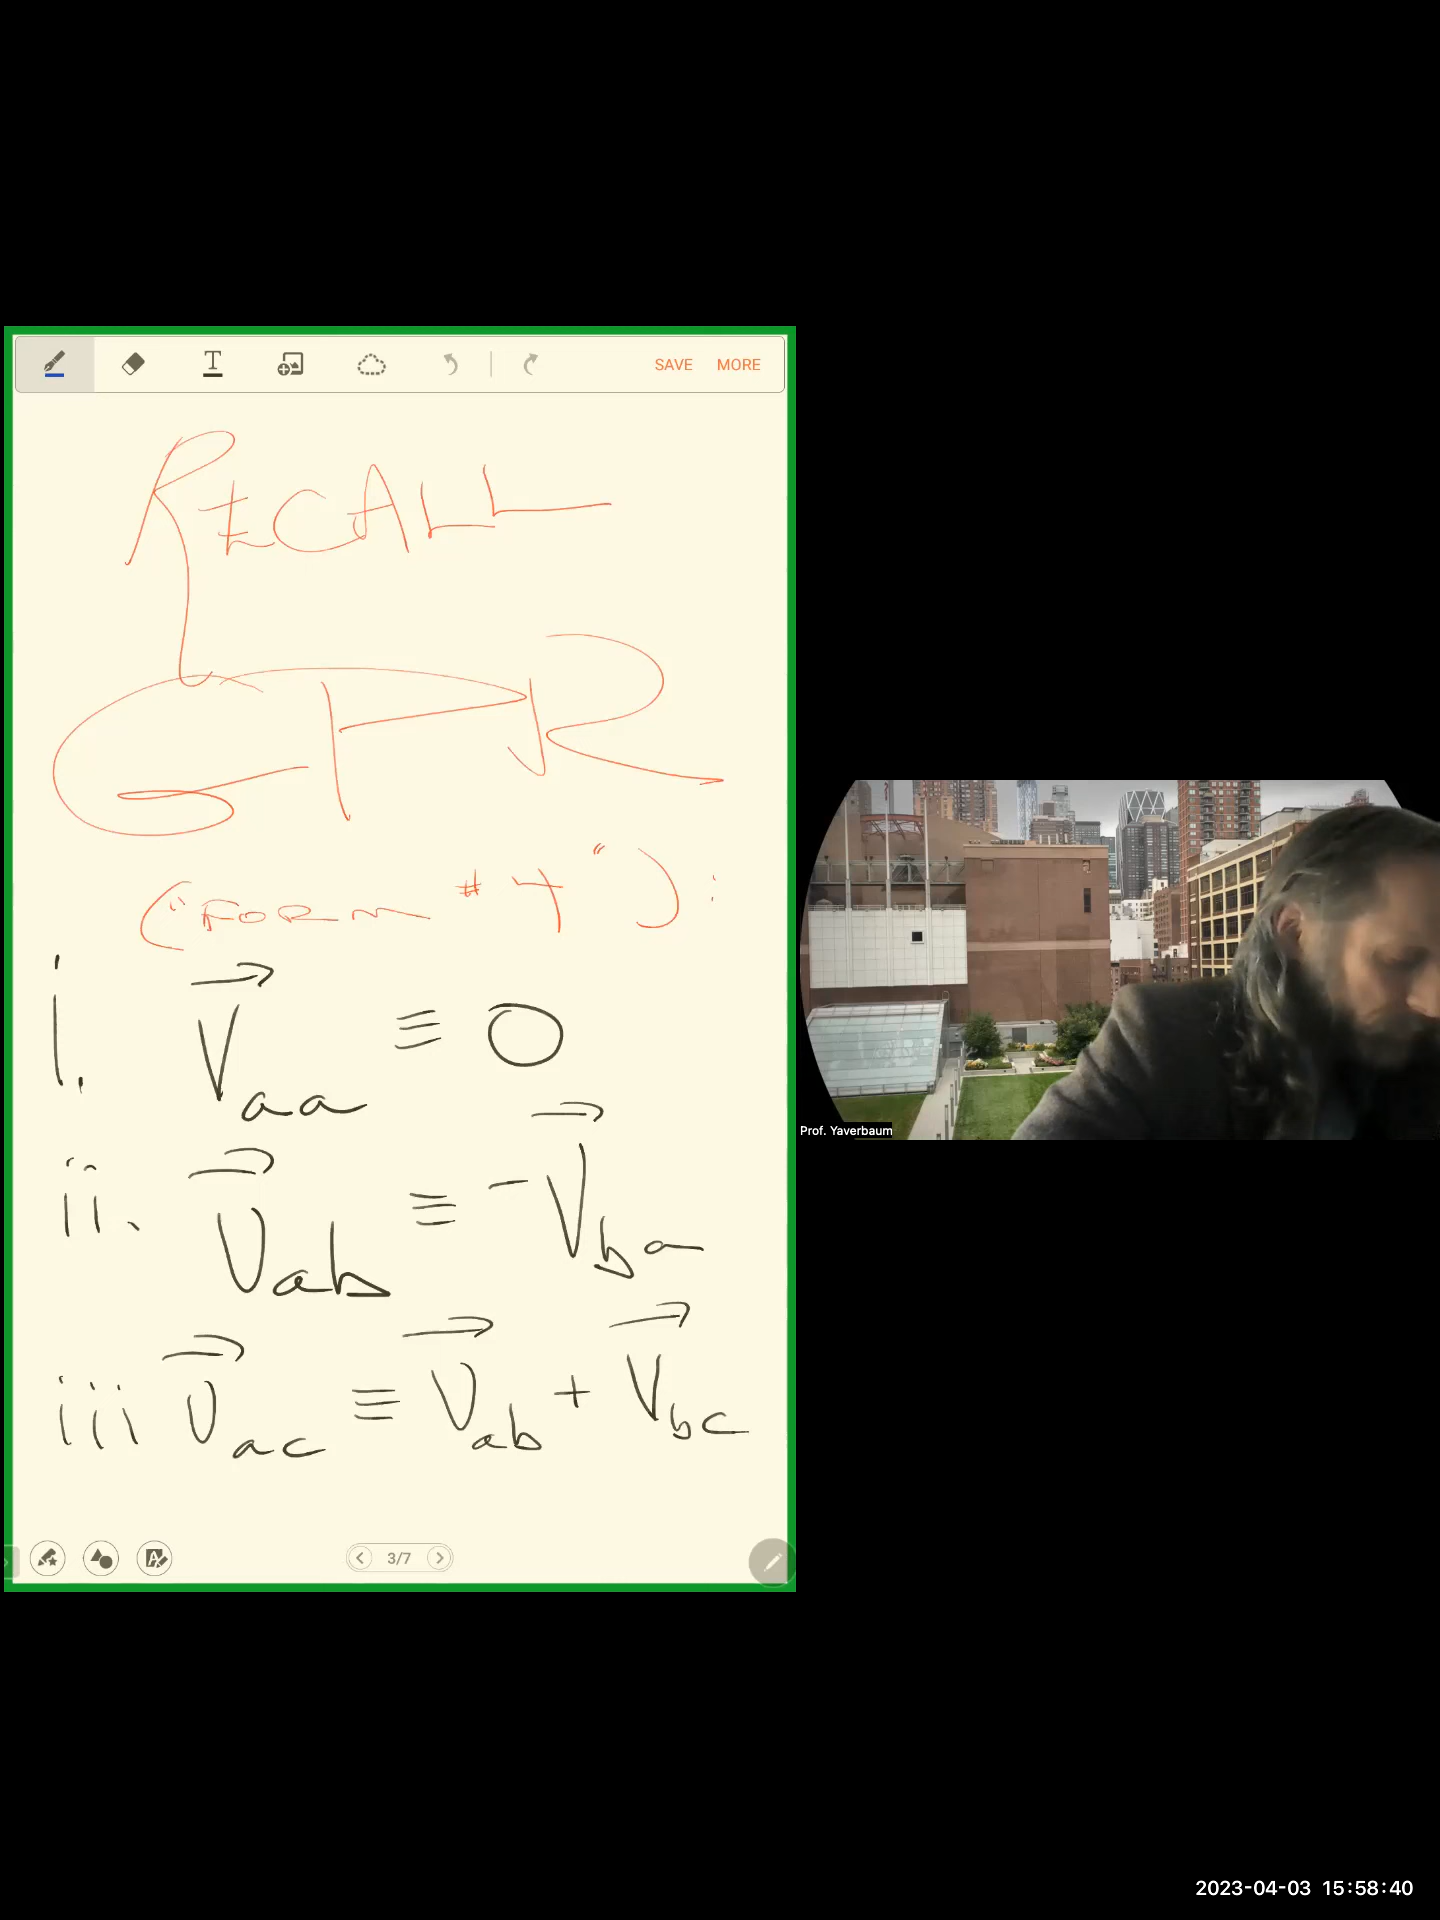 T SAVE MORE
RECALL
GPR
("FORM #4"):
i. V⃗aa ≡ 0
ii. V⃗ab ≡ -V⃗ba
iii V⃗ac ≡ V⃗ab + V⃗bc
A 3/7
Prof. Yaverbaum
2023-04-03 15:58:40